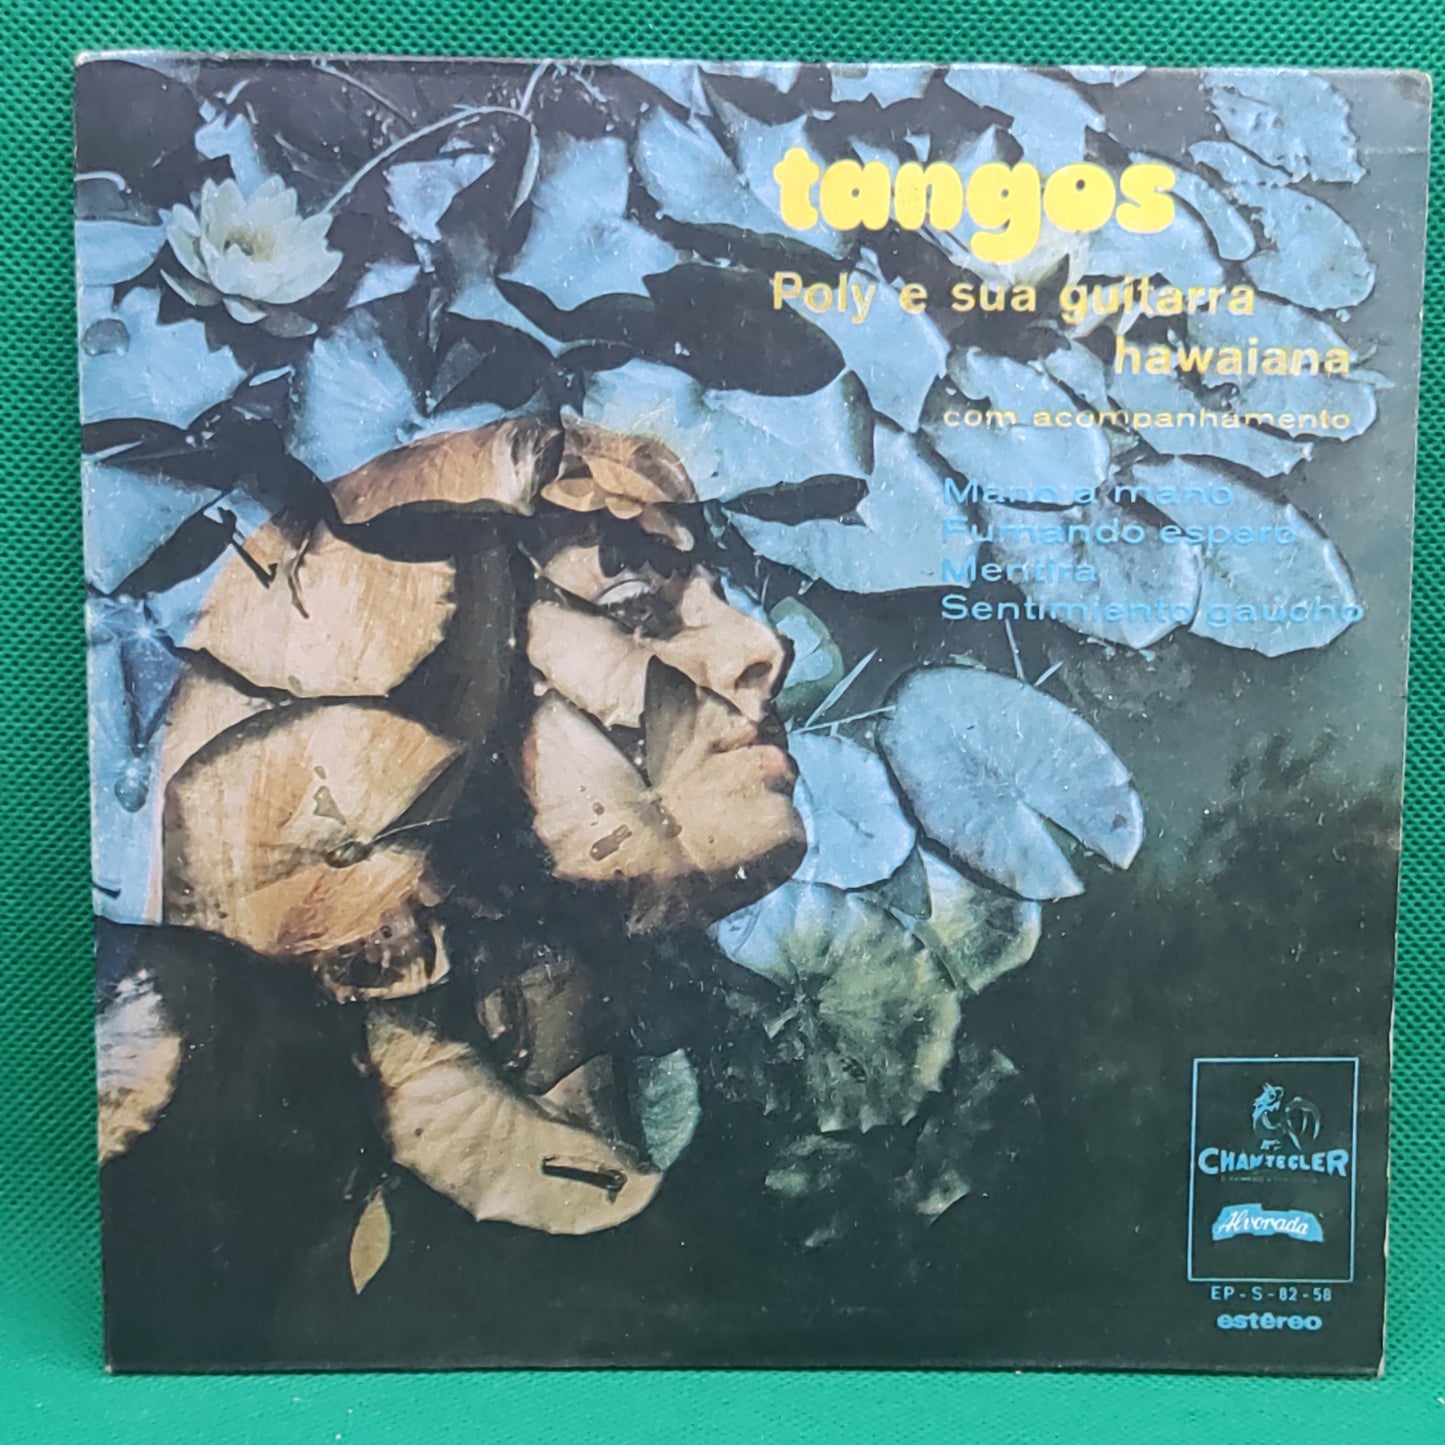 tangos
Poly e sua guitarra
hawaiana
com acompanhamento
Mano a mano
Fumando espero
Mentira
Sentimiento gaucho
CHANTECLER
Alvorada
EP-S-82-58
estéreo